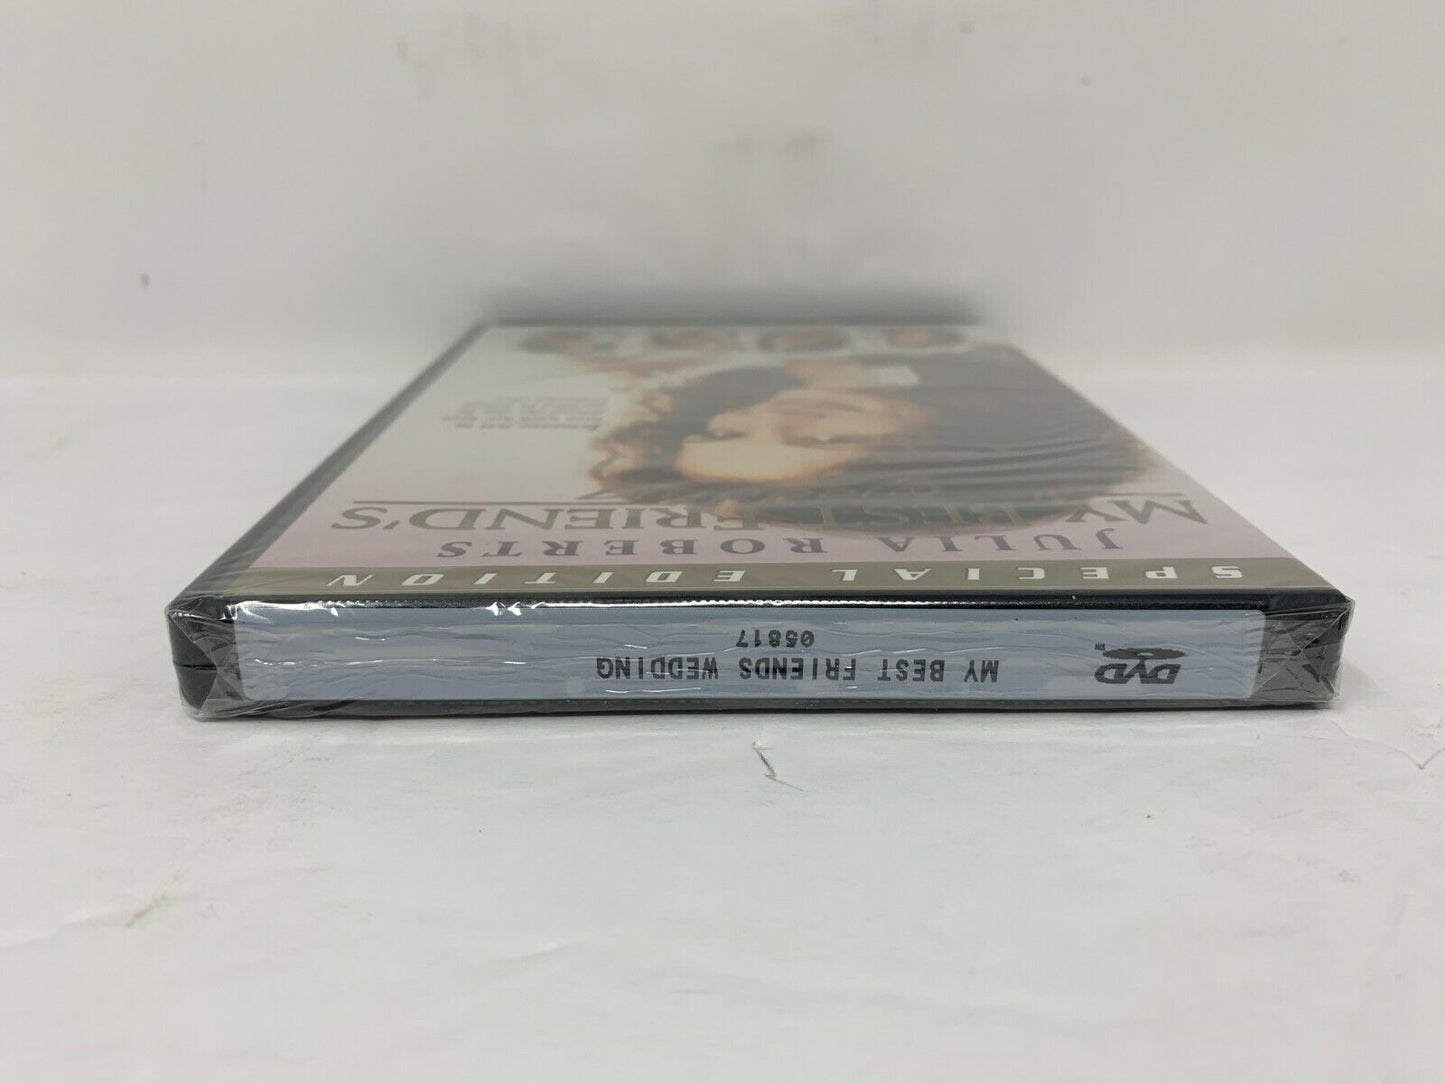 SPECIAL EDITION
JULIA ROBERTS
MY BEST FRIEND'S
DVD
MY BEST FRIENDS WEDDING
05817